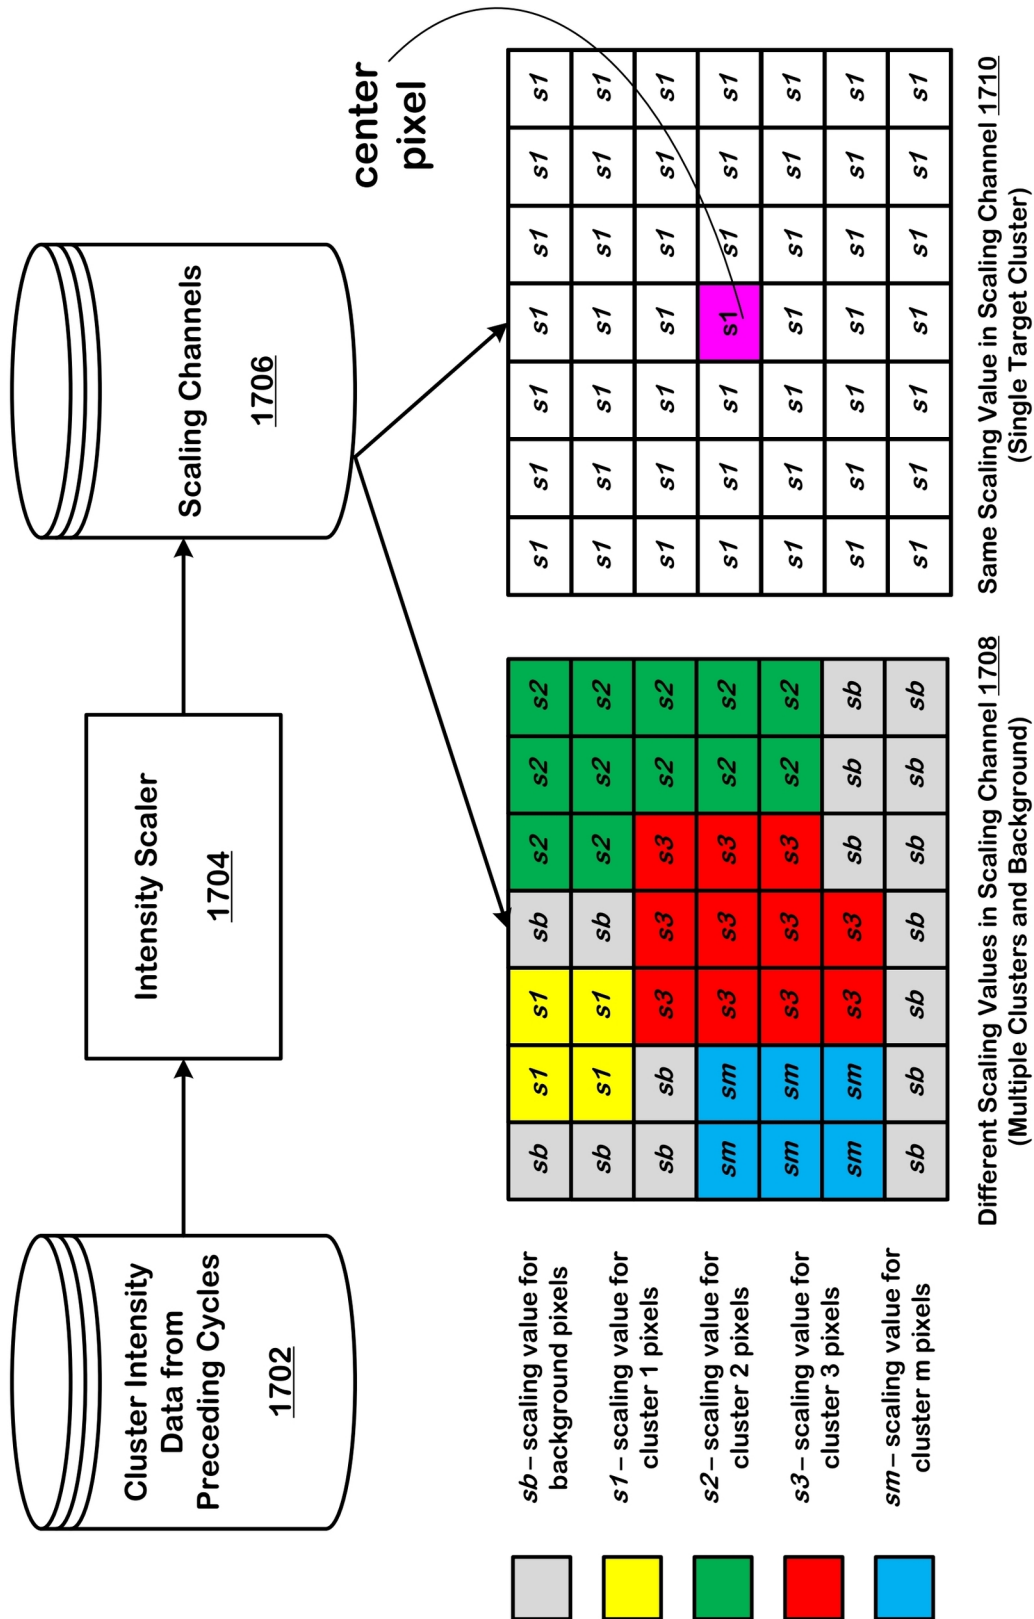 Cluster Intensity
Data from
Preceding Cycles
1702
Intensity Scaler
1704
Scaling Channels
1706
center
pixel
sb – scaling value for
background pixels
s1 – scaling value for
cluster 1 pixels
s2 – scaling value for
cluster 2 pixels
s3 – scaling value for
cluster 3 pixels
sm – scaling value for
cluster m pixels
sb s1 s1 sb s2 s2 s2
sb s1 s1 sb s2 s2 s2
sb sb s3 s3 s3 s2 s2
sm sm s3 s3 s3 s2 s2
sm sm s3 s3 s3 s2 s2
sm sm s3 s3 sb sb sb
sb sb sb sb sb sb sb
Different Scaling Values in Scaling Channel 1708
(Multiple Clusters and Background)
s1 s1 s1 s1 s1 s1 s1
s1 s1 s1 s1 s1 s1 s1
s1 s1 s1 s1 s1 s1 s1
s1 s1 s1 s1 s1 s1 s1
s1 s1 s1 s1 s1 s1 s1
s1 s1 s1 s1 s1 s1 s1
s1 s1 s1 s1 s1 s1 s1
Same Scaling Value in Scaling Channel 1710
(Single Target Cluster)